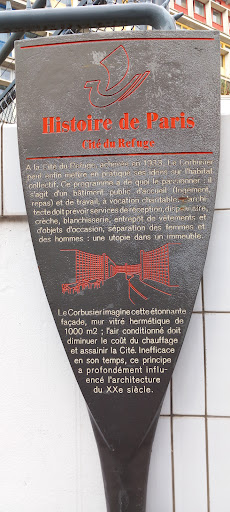 Histoire de Paris
Cité du Refuge
A la Cité du Refuge, achevée en 1933, Le Corbusier
peut enfin mettre en pratique ses idées sur l'habitat
collectif. Ce programme a de quoi le passionner : il
s'agit d'un bâtiment public d'accueil (logement,
repas) et de travail, à vocation charitable. L'archi-
tecte doit prévoir services de réception, dispensaire,
crèche, blanchisserie, entrepôt de vêtements et
d'objets d'occasion, séparation des femmes et
des hommes : une utopie dans un immeuble.
Le Corbusier imagine cette étonnante
façade, mur vitré hermétique de
1000 m2 ; l'air conditionné doit
diminuer le coût du chauffage
et assainir la Cité. Inefficace
en son temps, ce principe
a profondément influ-
encé l'architecture
du XXe siècle.